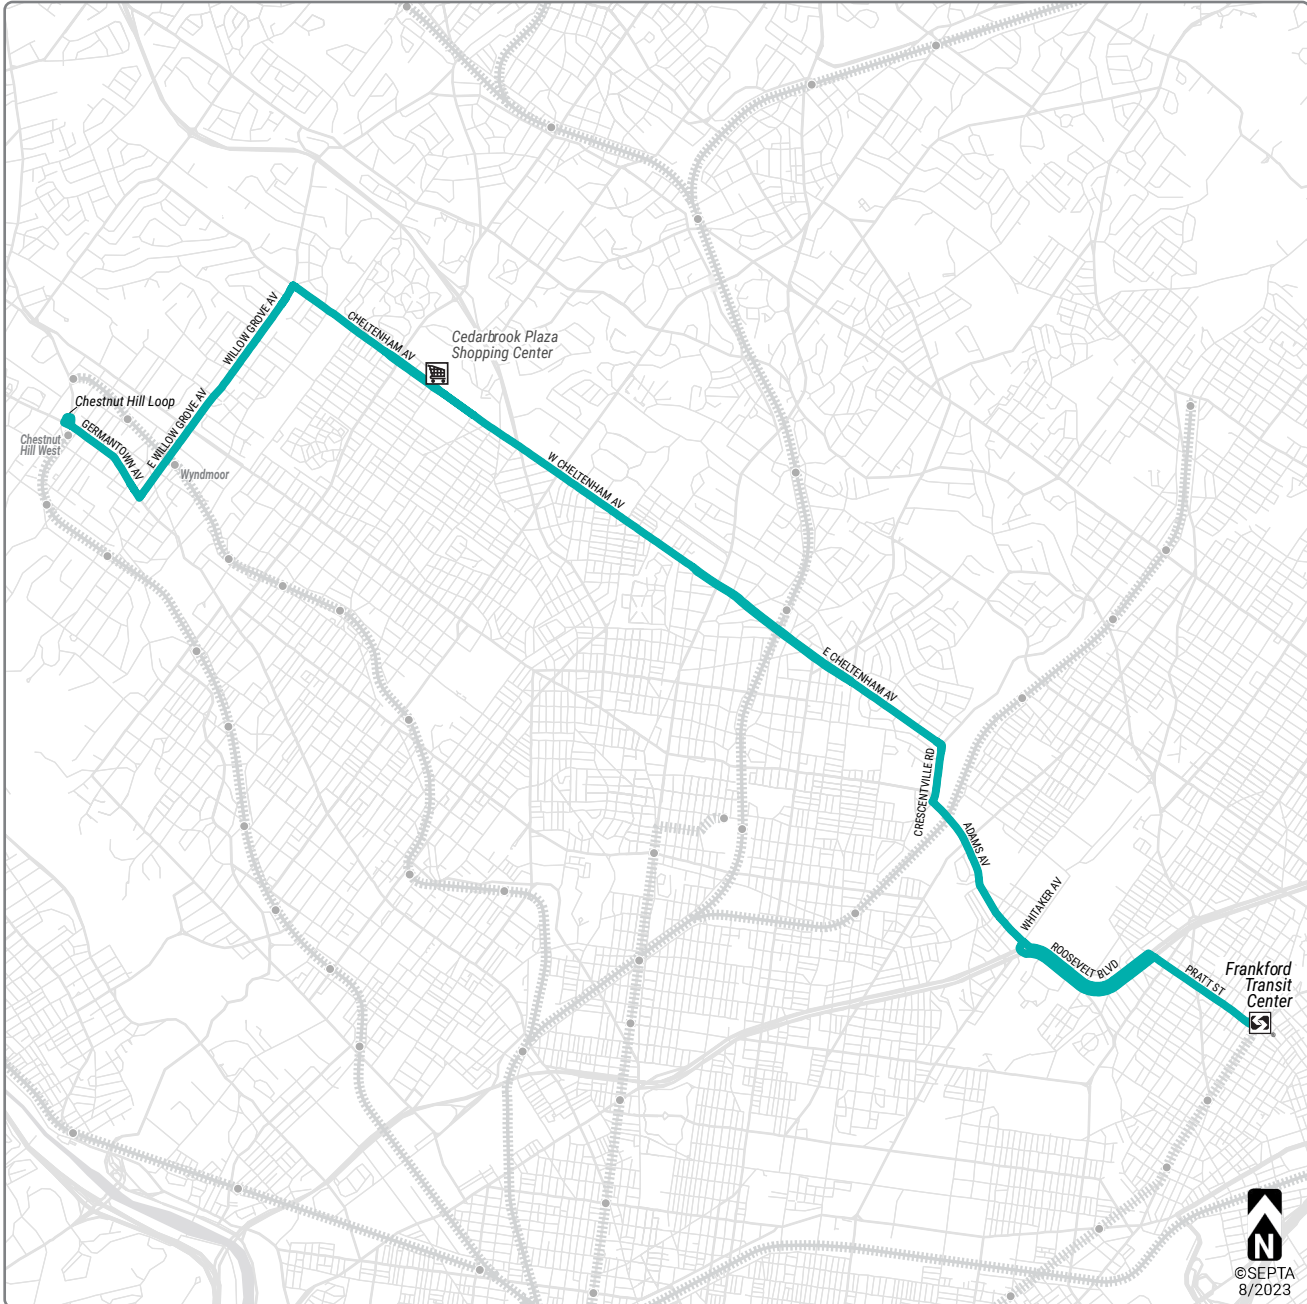 WILLOW GROVE AV
CHELTENHAM AV
Cedarbrook Plaza
Shopping Center
Chestnut Hill Loop
Chestnut
Hill West
GERMANTOWN AV
E WILLOW GROVE AV
Wyndmoor
W CHELTENHAM AV
E CHELTENHAM AV
CRESCENTVILLE RD
ADAMS AV
WHITAKER AV
ROOSEVELT BLVD
PRATT ST
Frankford
Transit
Center
N
©SEPTA
8/2023